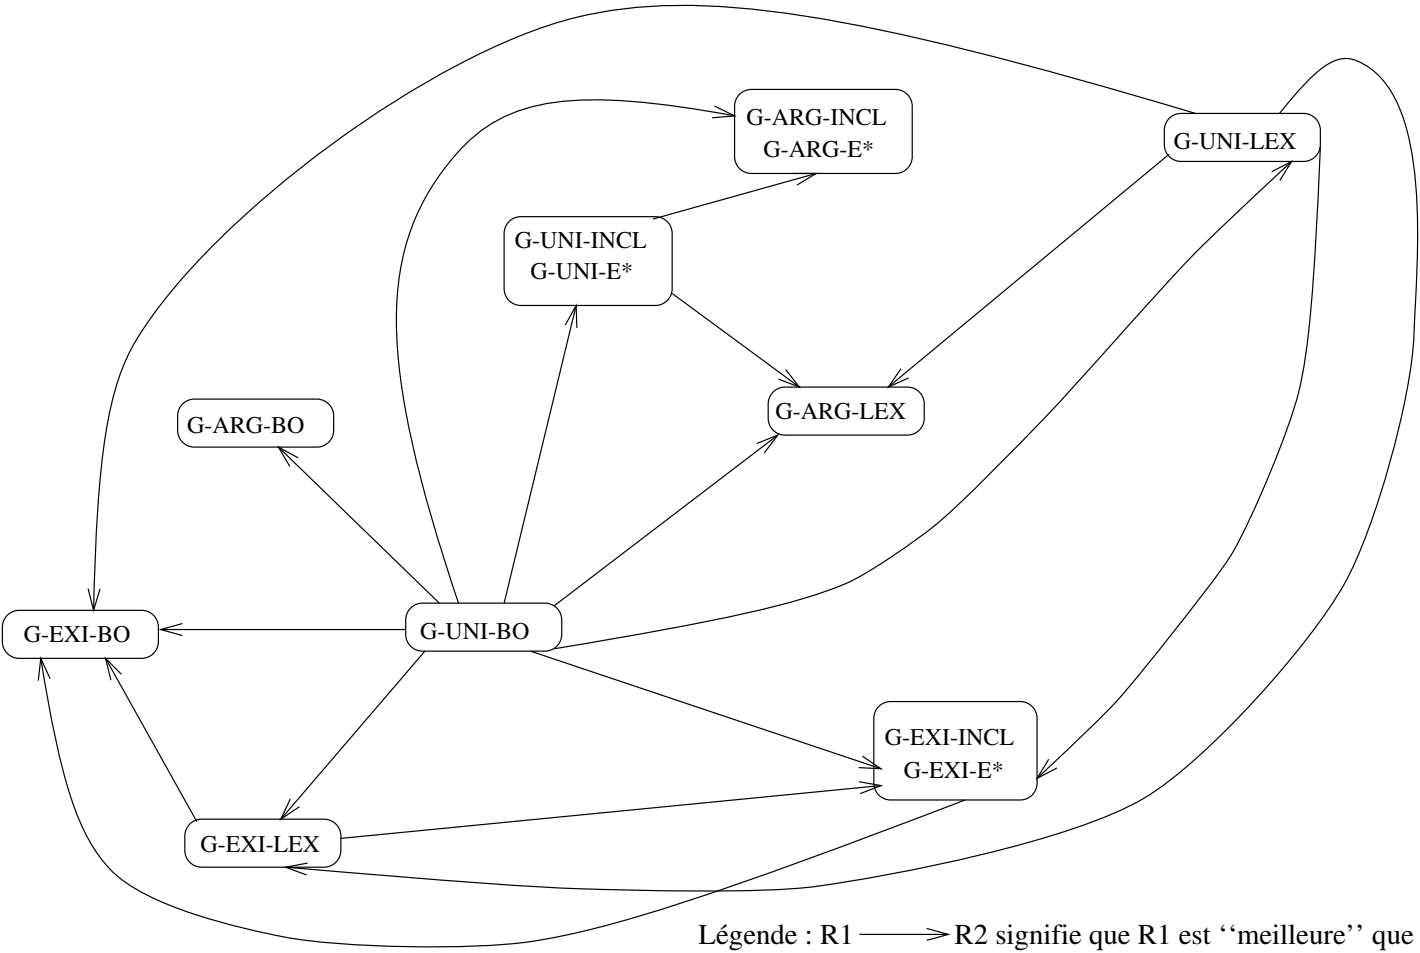 G-ARG-INCL
G-ARG-E*
G-UNI-LEX
G-UNI-INCL
G-UNI-E*
G-ARG-BO
G-ARG-LEX
G-EXI-BO
G-UNI-BO
G-EXI-INCL
G-EXI-E*
G-EXI-LEX
Légende : R1 R2 signifie que R1 est ‘‘meilleure’’ que